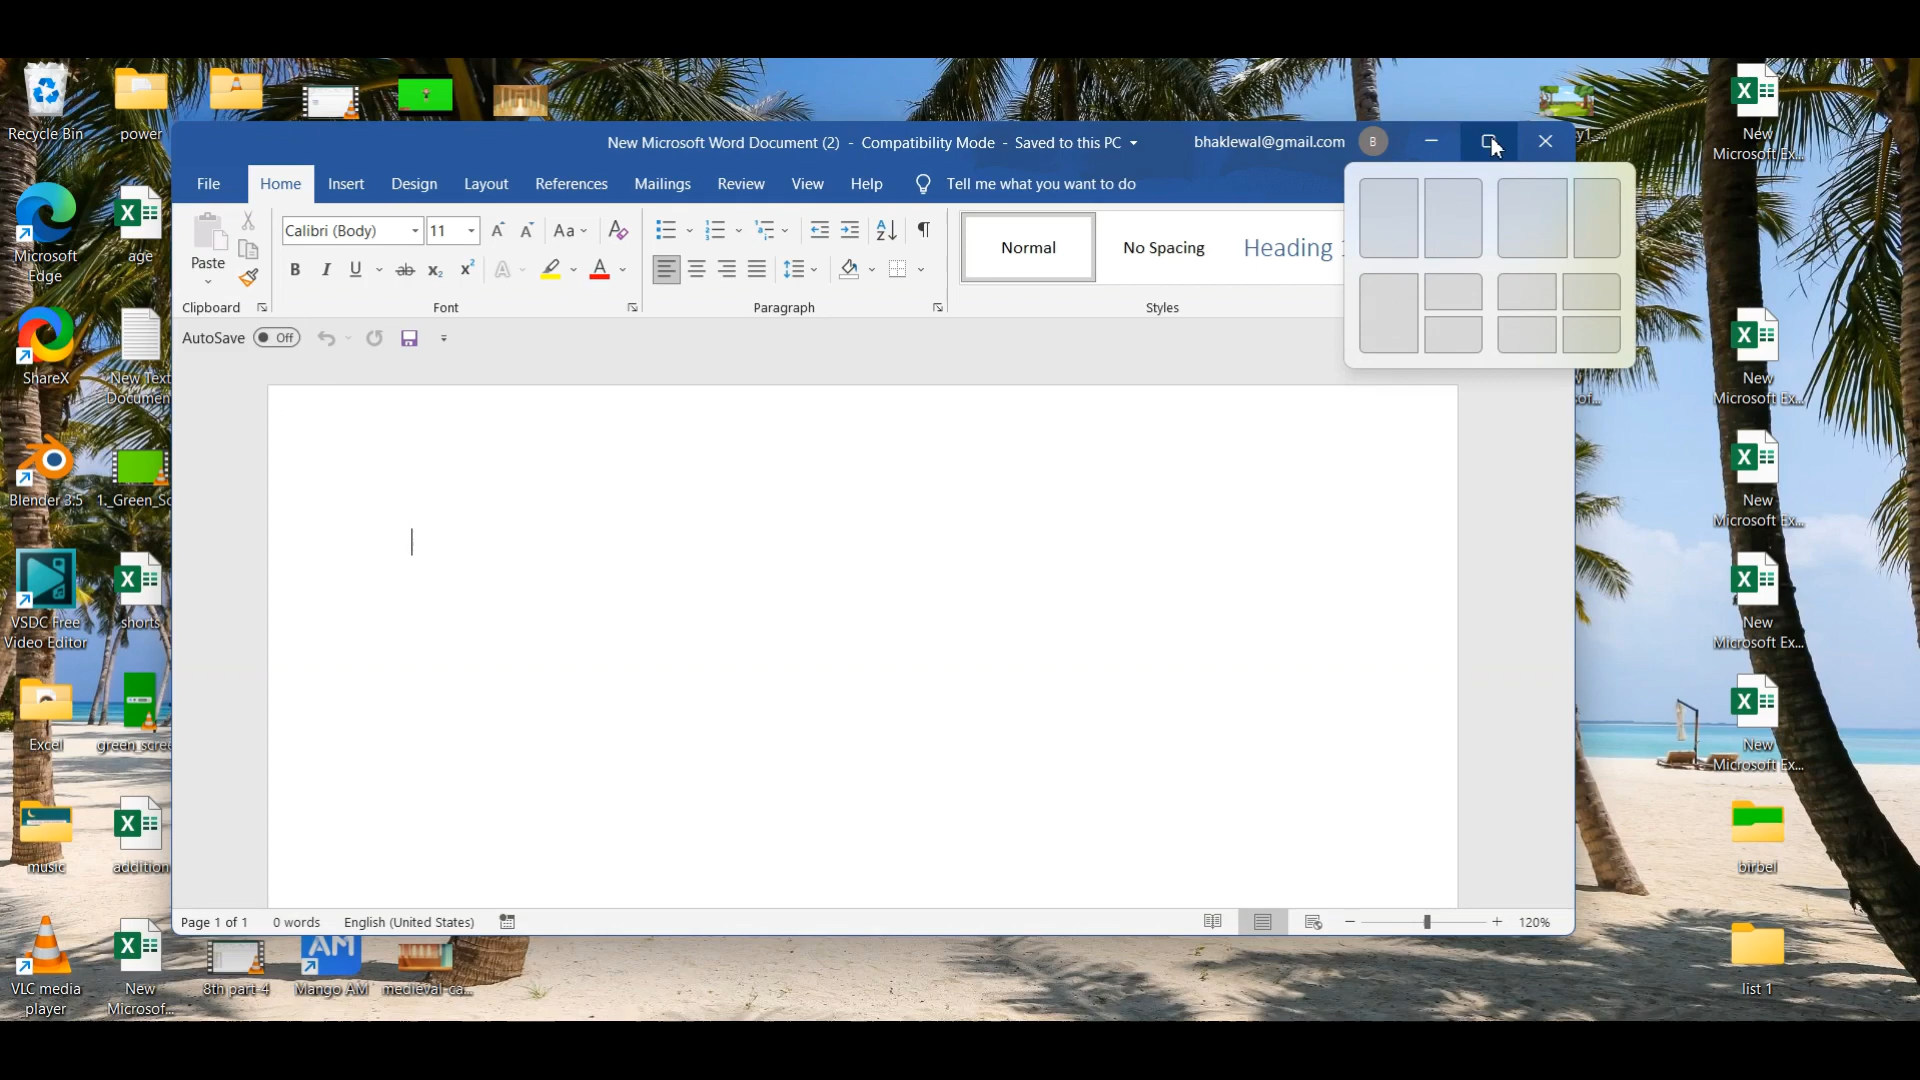 Recycle Bin
power
New Microsoft Word Document (2) - Compatibility Mode - Saved to this PC
bhaklewal@gmail.com
B
New
Microsoft Ex...
File
Home
Insert
Design
Layout
References
Mailings
Review
View
Help
Tell me what you want to do
Paste
Calibri (Body)
11
Aa
Normal
No Spacing
Heading
Clipboard
Font
Paragraph
Styles
AutoSave
Off
Microsoft
Edge
age
ShareX
New Text
Documen
New
Microsoft Ex...
Blender 3.5
1._Green_Sc
New
Microsoft Ex...
VSDC Free
Video Editor
shorts
New
Microsoft Ex...
Excel
green_scree
New
Microsoft Ex...
music
addition
birbel
Page 1 of 1
0 words
English (United States)
120%
VLC media
player
New
Microsof...
8th part-4
AM
Mango AM
medieval-ca...
list 1